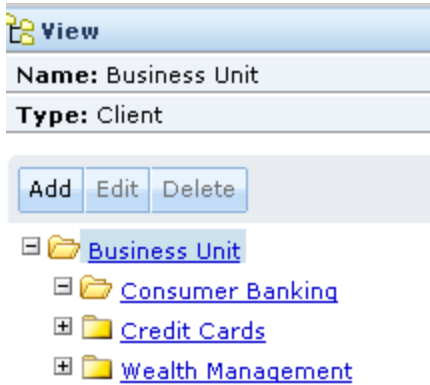 View
Name: Business Unit
Type: Client
Add Edit Delete
Business Unit
Consumer Banking
Credit Cards
Wealth Management